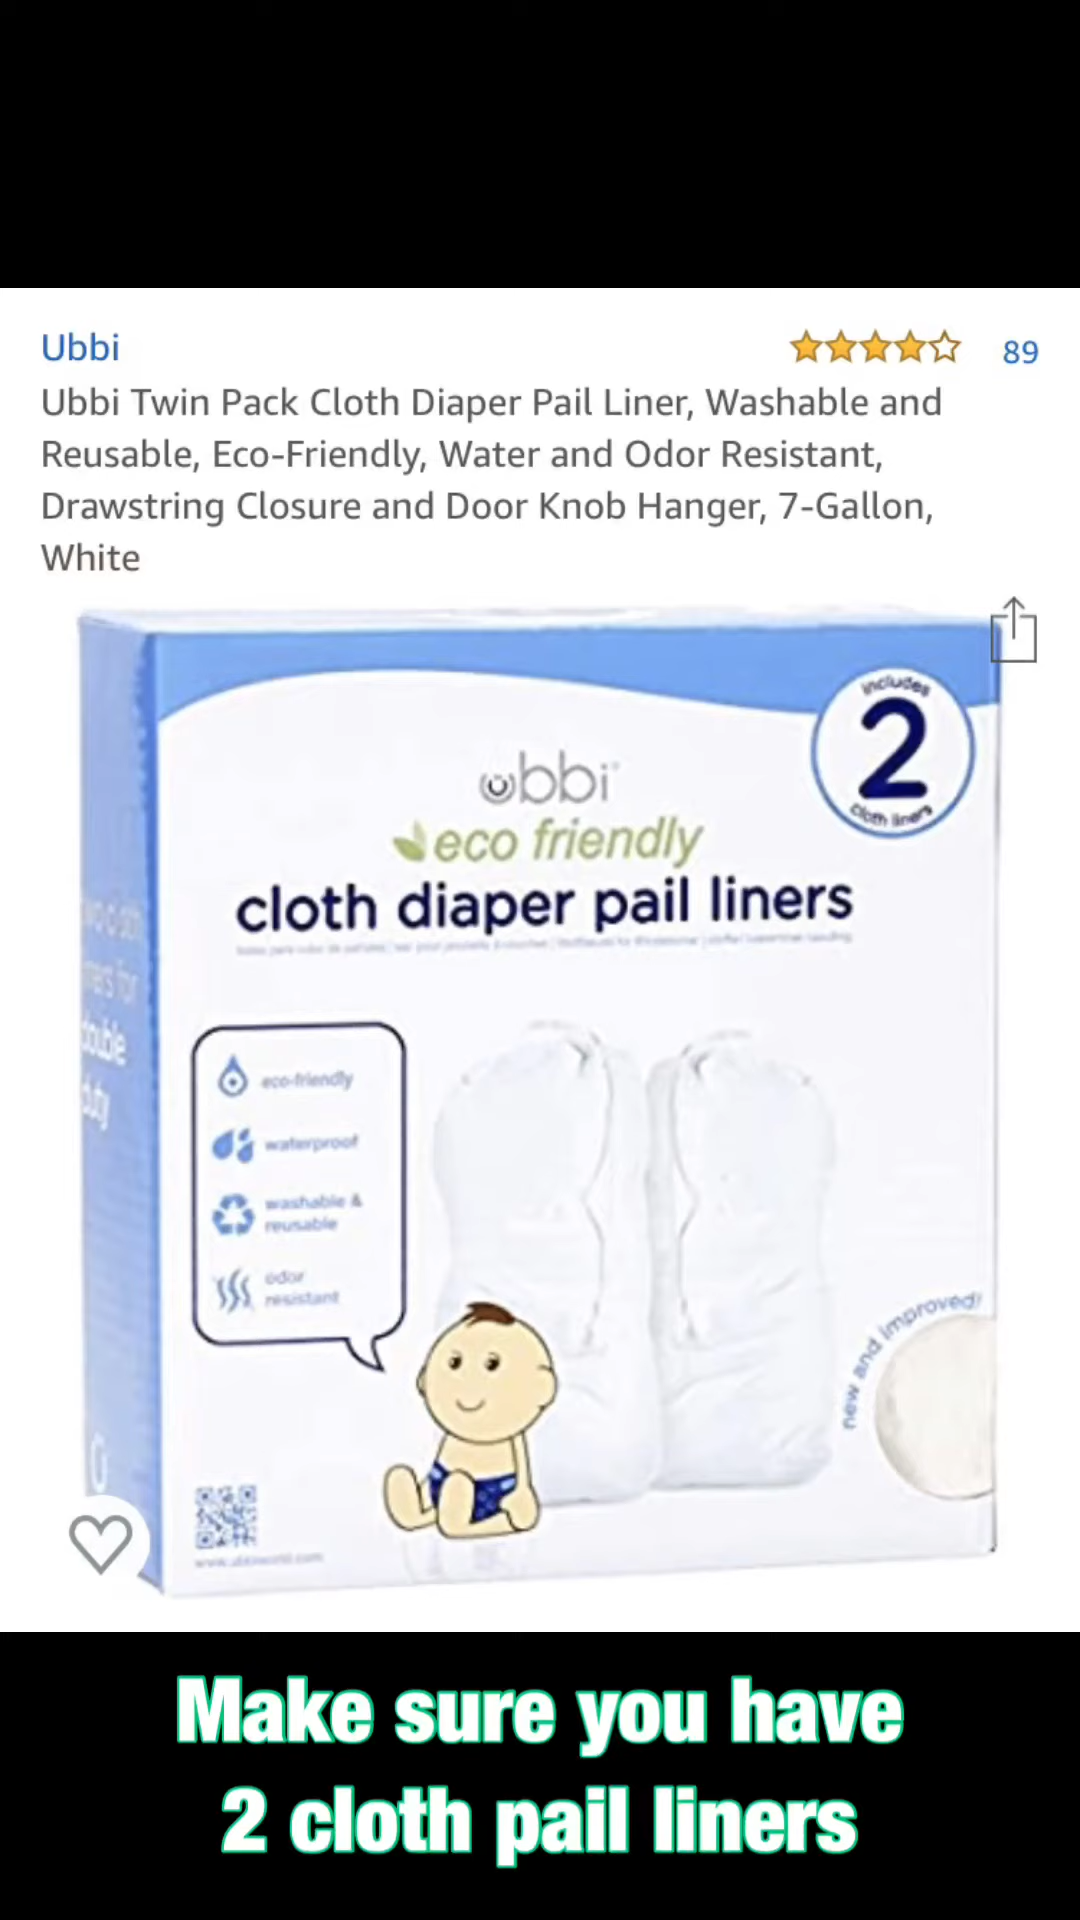 Ubbi
89
Ubbi Twin Pack Cloth Diaper Pail Liner, Washable and
Reusable, Eco-Friendly, Water and Odor Resistant,
Drawstring Closure and Door Knob Hanger, 7-Gallon,
White
includes
2
cloth liners
ubbi
eco friendly
cloth diaper pail liners
eco-friendly
waterproof
washable &
reusable
odor
resistant
new and improved!
double
duty
Make sure you have
2 cloth pail liners